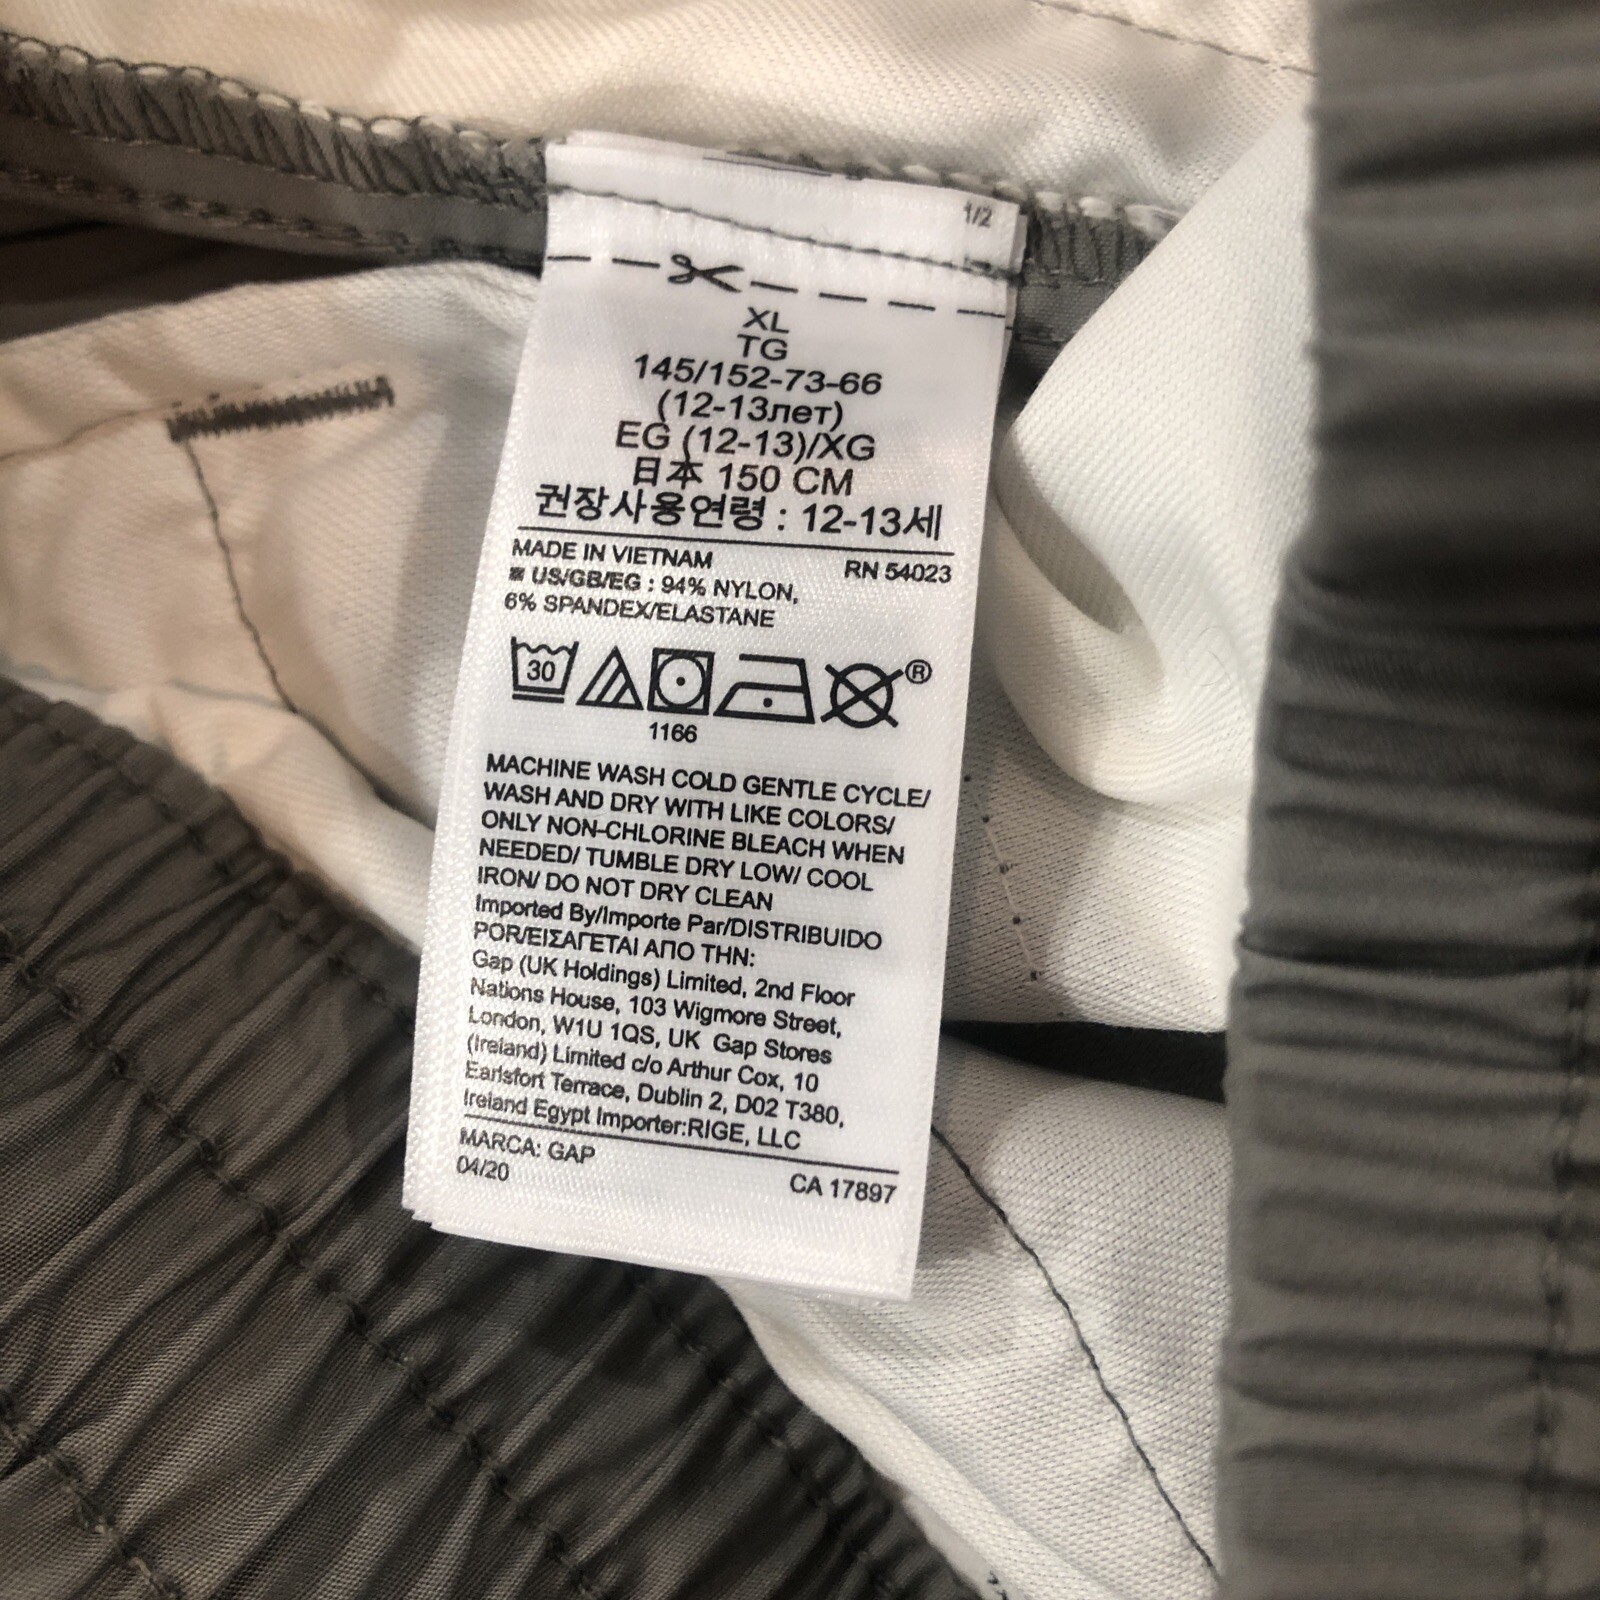 1/2
XL
TG
145/152-73-66
(12-13лет)
EG (12-13)/XG
日本 150 CM
권장사용연령 : 12-13세
MADE IN VIETNAM RN 54023
US/GB/EG : 94% NYLON,
6% SPANDEX/ELASTANE
30
®
1166
MACHINE WASH COLD GENTLE CYCLE/
WASH AND DRY WITH LIKE COLORS/
ONLY NON-CHLORINE BLEACH WHEN
NEEDED/ TUMBLE DRY LOW/ COOL
IRON/ DO NOT DRY CLEAN
Imported By/Importe Par/DISTRIBUIDO
POR/ΕΙΣΑΓΕΤΑΙ ΑΠΟ ΤΗΝ:
Gap (UK Holdings) Limited, 2nd Floor
Nations House, 103 Wigmore Street,
London, W1U 1QS, UK Gap Stores
(Ireland) Limited c/o Arthur Cox, 10
Earlsfort Terrace, Dublin 2, D02 T380,
Ireland Egypt Importer:RIGE, LLC
MARCA: GAP
04/20 CA 17897